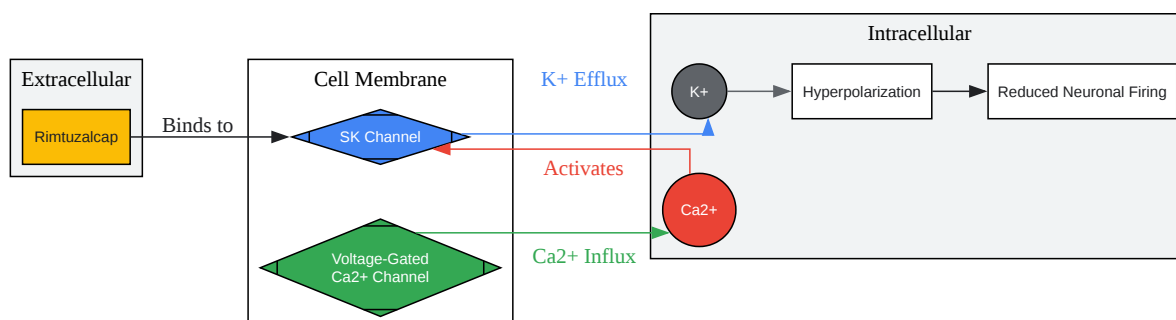 Extracellular
Rimtuzalcap
Binds to
Cell Membrane
SK Channel
Voltage-Gated
Ca2+ Channel
K+ Efflux
Activates
Ca2+ Influx
Intracellular
K+
Hyperpolarization
Reduced Neuronal Firing
Ca2+